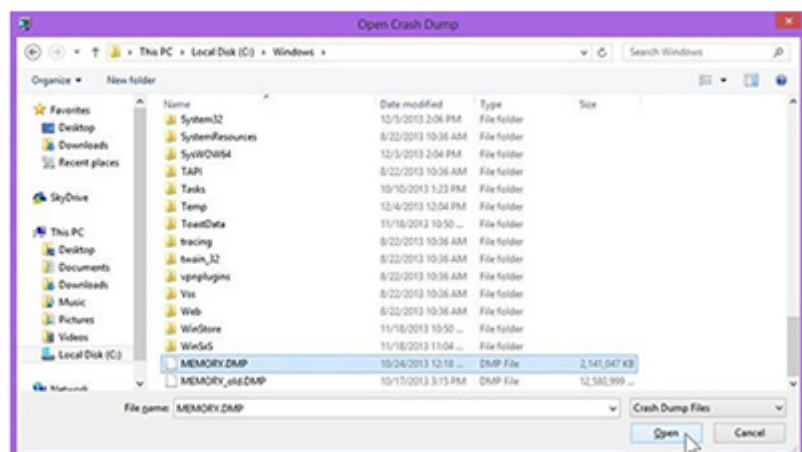 Open Crash Dump
This PC Local Disk (C:) Windows
Search Windows
Organize New folder
Name Date modified Type Size
Favorites
Desktop
Downloads
Recent places
SkyDrive
This PC
Desktop
Documents
Downloads
Music
Pictures
Videos
Local Disk (C:)
Network
System32 12/5/2013 2:06 PM File folder
SystemResources 8/22/2013 10:36 AM File folder
SysWOW64 12/3/2013 2:04 PM File folder
TAPI 8/22/2013 10:36 AM File folder
Tasks 10/10/2013 1:23 PM File folder
Temp 12/4/2013 12:04 PM File folder
ToastData 11/18/2013 10:50 ... File folder
tracing 8/22/2013 10:36 AM File folder
twain_32 8/22/2013 10:36 AM File folder
vpnplugins 8/22/2013 10:36 AM File folder
Vss 8/22/2013 10:36 AM File folder
Web 8/22/2013 10:36 AM File folder
WinStore 11/18/2013 10:50 ... File folder
WinSxS 11/18/2013 11:04 ... File folder
MEMORY.DMP 10/24/2013 12:18 ... DMP File 2,141,047 KB
MEMORY_old.DMP 10/17/2013 3:15 PM DMP File 12,580,999 ...
File name: MEMORY.DMP Crash Dump Files
Open Cancel